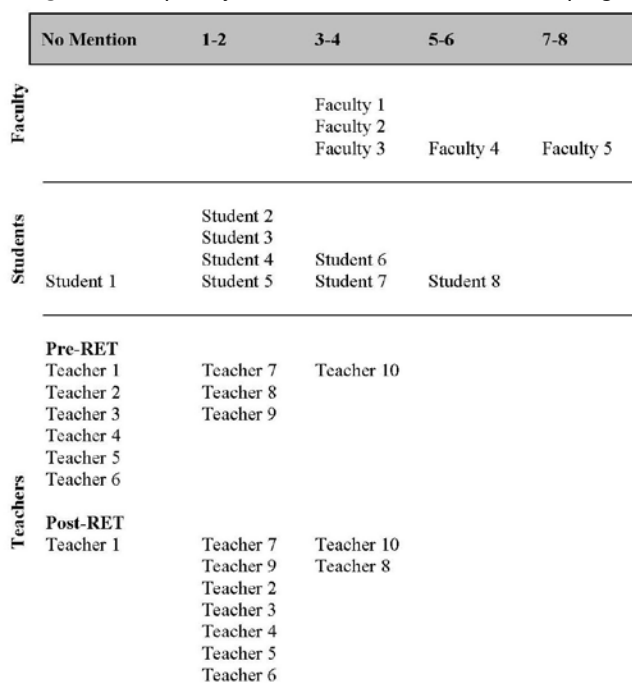 No Mention 1-2 3-4 5-6 7-8
Faculty
Faculty 1
Faculty 2
Faculty 3 Faculty 4 Faculty 5
Students
Student 2
Student 3
Student 4 Student 6
Student 1 Student 5 Student 7 Student 8
Teachers
Pre-RET
Teacher 1 Teacher 7 Teacher 10
Teacher 2 Teacher 8
Teacher 3 Teacher 9
Teacher 4
Teacher 5
Teacher 6
Post-RET
Teacher 1 Teacher 7 Teacher 10
Teacher 9 Teacher 8
Teacher 2
Teacher 3
Teacher 4
Teacher 5
Teacher 6